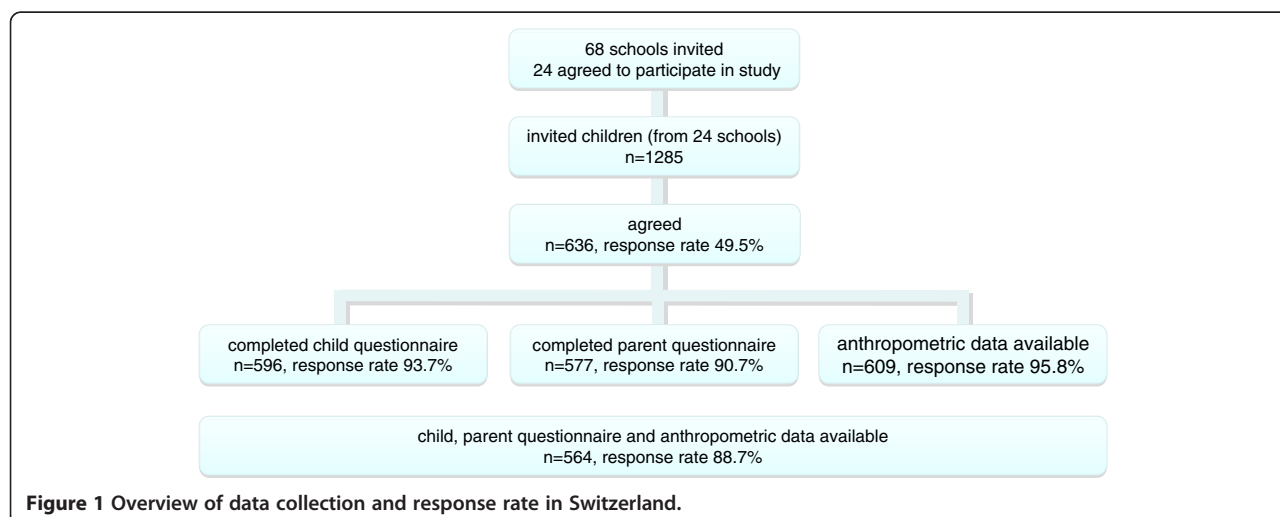 68 schools invited
24 agreed to participate in study
invited children (from 24 schools)
n=1285
agreed
n=636, response rate 49.5%
completed child questionnaire
n=596, response rate 93.7%
completed parent questionnaire
n=577, response rate 90.7%
anthropometric data available
n=609, response rate 95.8%
child, parent questionnaire and anthropometric data available
n=564, response rate 88.7%
Figure 1 Overview of data collection and response rate in Switzerland.